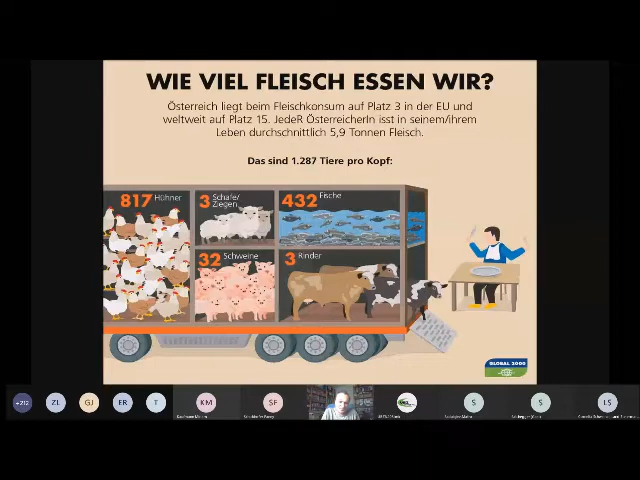 WIE VIEL FLEISCH ESSEN WIR?
Österreich liegt beim Fleischkonsum auf Platz 3 in der EU und
weltweit auf Platz 15. JedeR ÖsterreicherIn isst in seinem/ihrem
Leben durchschnittlich 5,9 Tonnen Fleisch.
Das sind 1.287 Tiere pro Kopf:
817 Hühner
3 Schafe/
Ziegen
432 Fische
32 Schweine
3 Rinder
GLOBAL 2000
+212
ZL
GJ
ER
T
KM
SF
S
S
LS